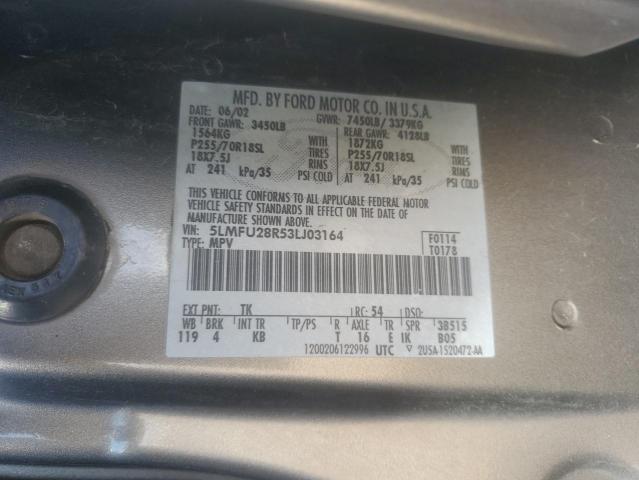 MFD. BY FORD MOTOR CO. IN U.S.A.
DATE: 06/02 GVWR: 7450LB/ 3379KG
FRONT GAWR: 3450LB REAR GAWR: 4128LB
1564KG 1872KG
P255/70R18SL WITH TIRES P255/70R18SL WITH TIRES
18X7.5J RIMS 18X7.5J RIMS
AT 241 kPa/35 PSI COLD AT 241 kPa/35 PSI COLD
THIS VEHICLE CONFORMS TO ALL APPLICABLE FEDERAL MOTOR
VEHICLE SAFETY STANDARDS IN EFFECT ON THE DATE OF
MANUFACTURE SHOWN ABOVE.
VIN: 5LMFU28R53LJ03164 F0114
TYPE: MPV T0178
EXT PNT: TK RC: 54 DSO:
WB BRK INT TR TP/PS R AXLE TR SPR 3B515
119 4 KB T 16 E IK B05
1200206122996 UTC 2U5A-1520472-AA